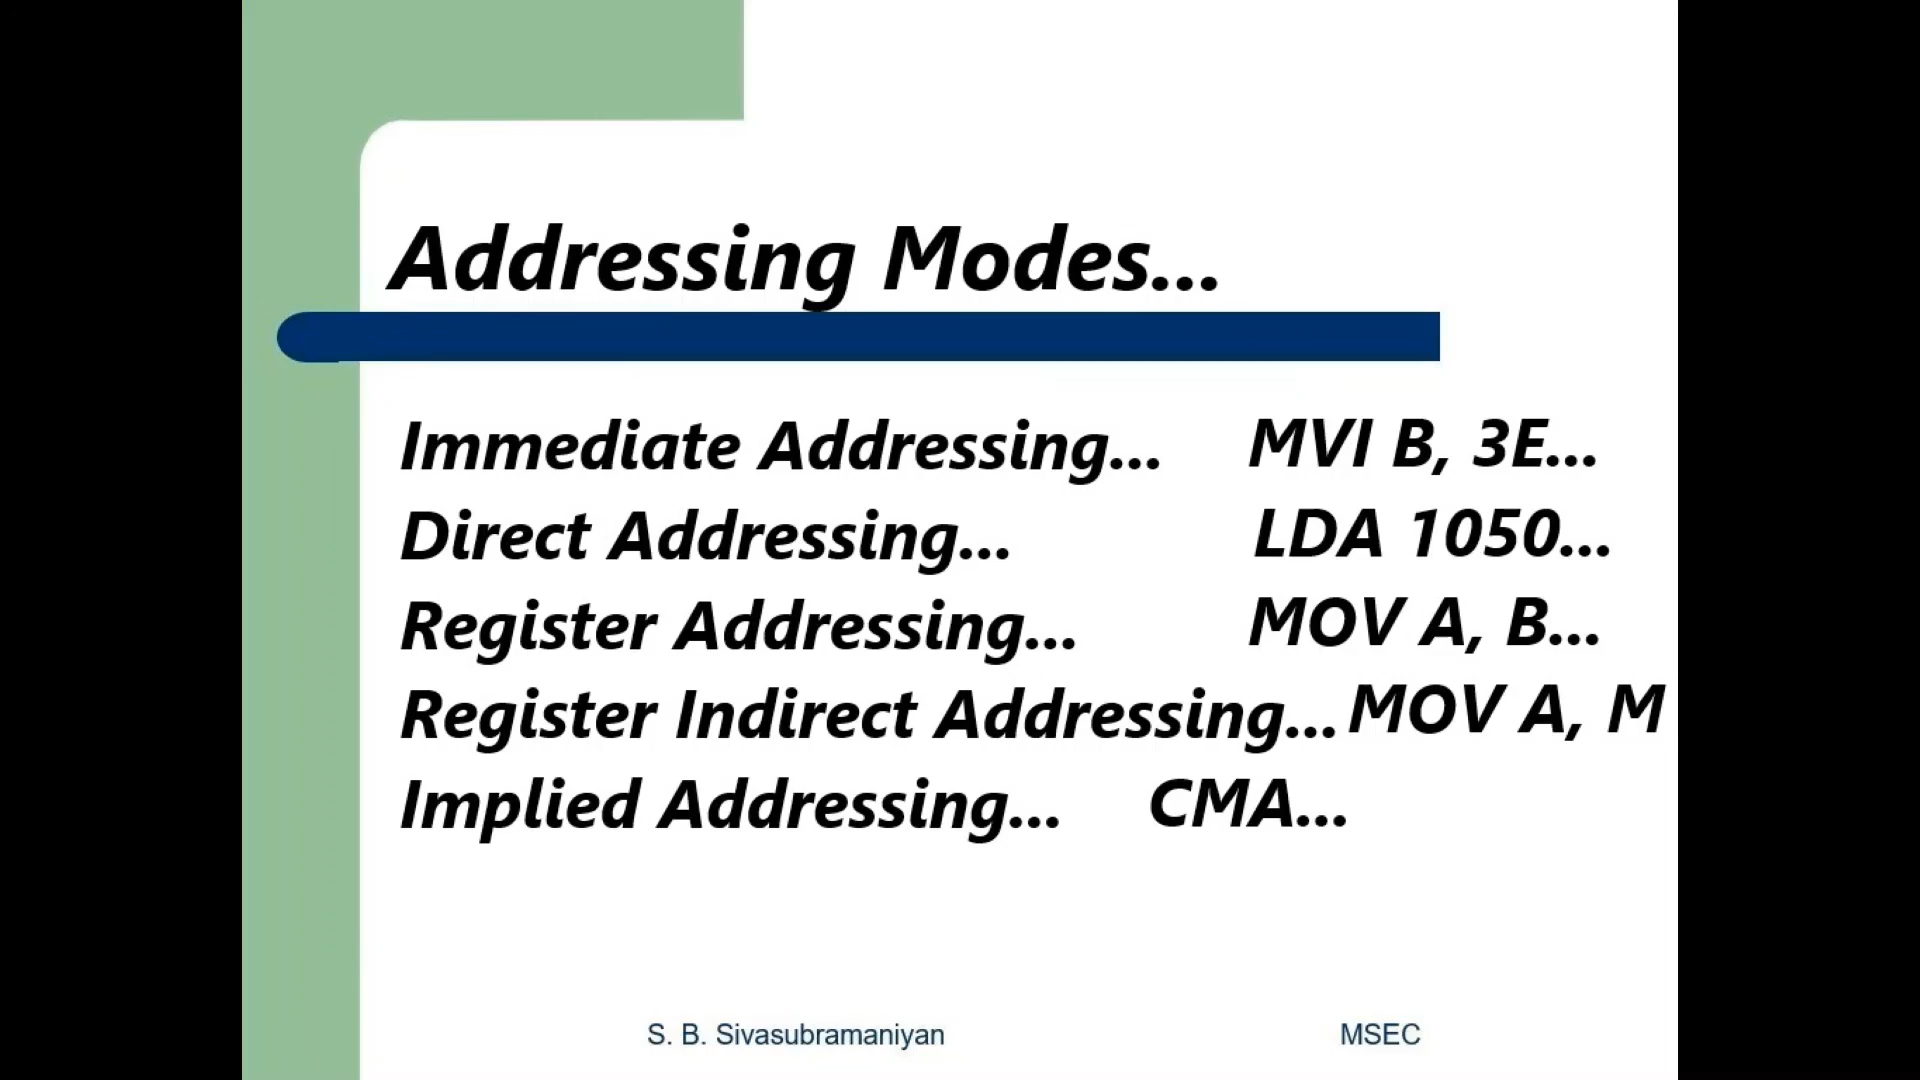 Addressing Modes...
Immediate Addressing... MVI B, 3E...
Direct Addressing... LDA 1050...
Register Addressing... MOV A, B...
Register Indirect Addressing... MOV A, M
Implied Addressing... CMA...
S. B. Sivasubramaniyan MSEC